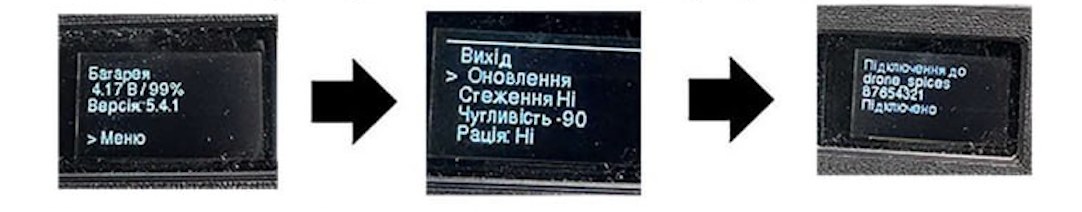 Батарея
4.17 В / 99%
Версія: 5.4.1
> Меню
Вихід
> Оновлення
Стеження Ні
Чугливість -90
Рація: Ні
Підключення до
drone_spices
87654321
Підключено